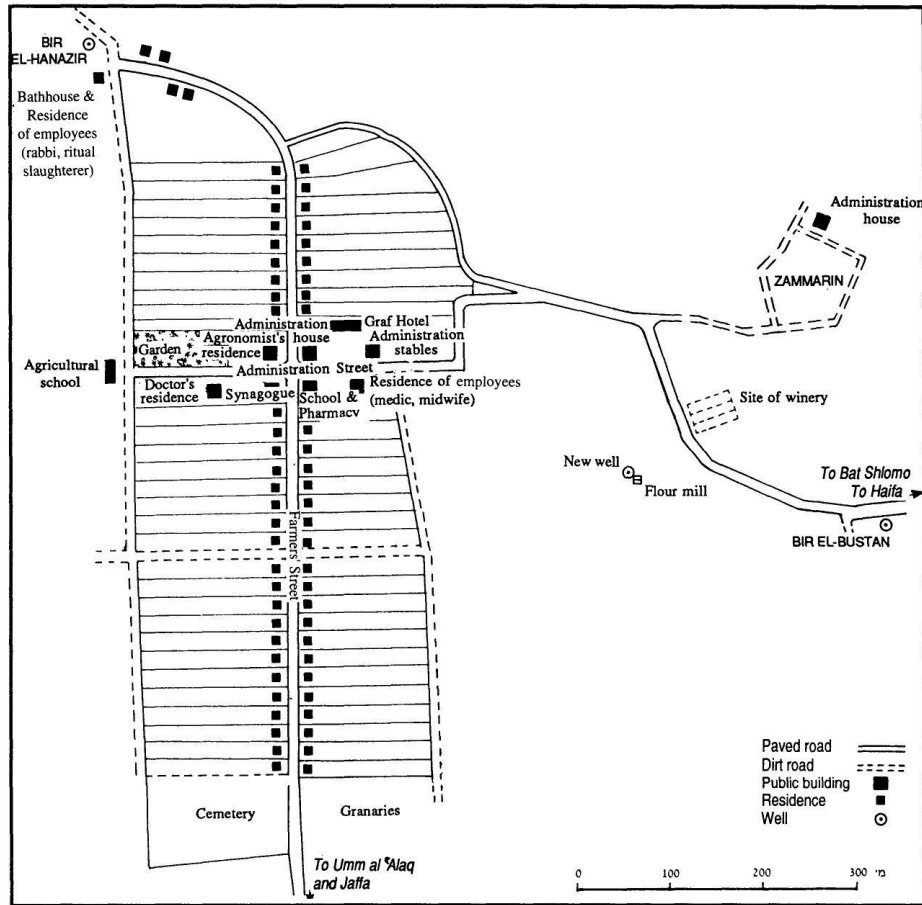 BIR
EL-HANAZIR
Bathhouse &
Residence
of employees
(rabbi, ritual
slaughterer)
Administration
house
ZAMMARIN
Administration
Graf Hotel
Agronomist's house
Administration
Garden
residence
stables
Agricultural
school
Administration Street
Doctor's
residence
Synagogue
School &
Pharmacy
Residence of employees
(medic, midwife)
Site of winery
New well
Flour mill
To Bat Shlomo
To Haifa
BIR EL-BUSTAN
Farmers Street
Paved road
Dirt road
Public building
Residence
Well
Cemetery
Granaries
To Umm al ʿAlaq
and Jaffa
0 100 200 300 מ'